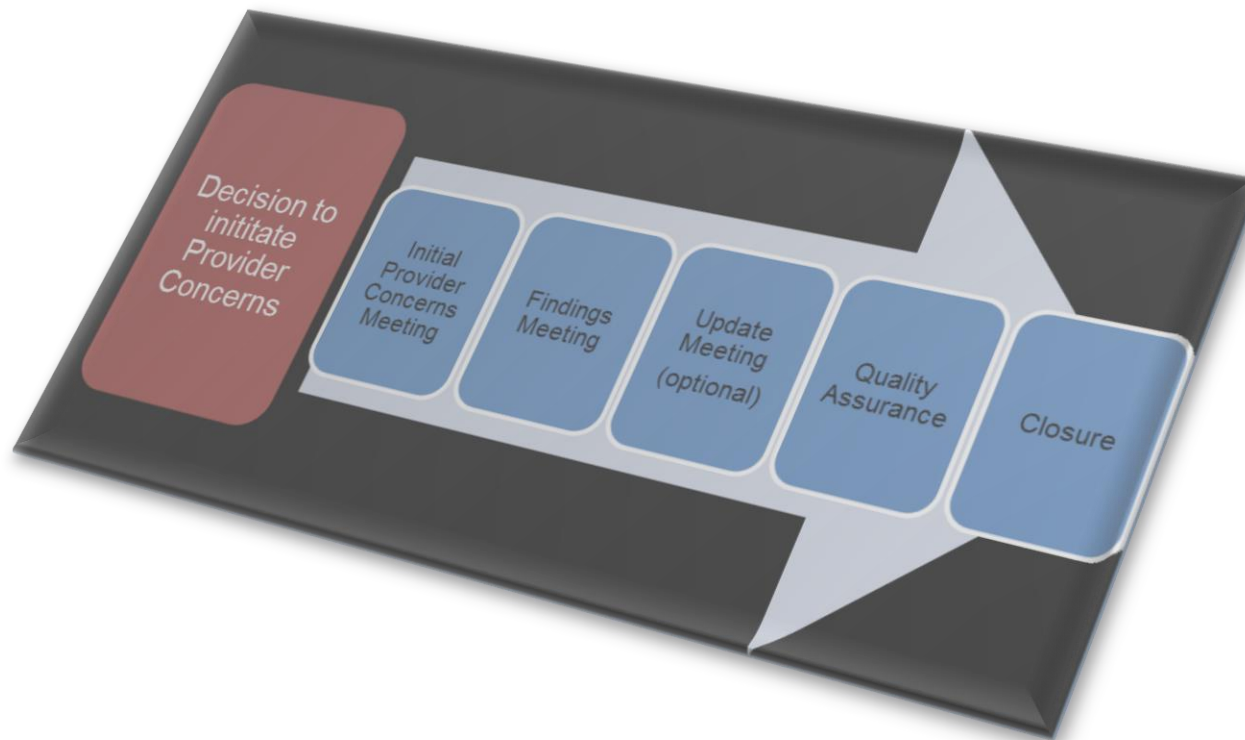 Decision to
inititate
Provider
Concerns
Initial
Provider
Concerns
Meeting
Findings
Meeting
Update
Meeting
(optional)
Quality
Assurance
Closure